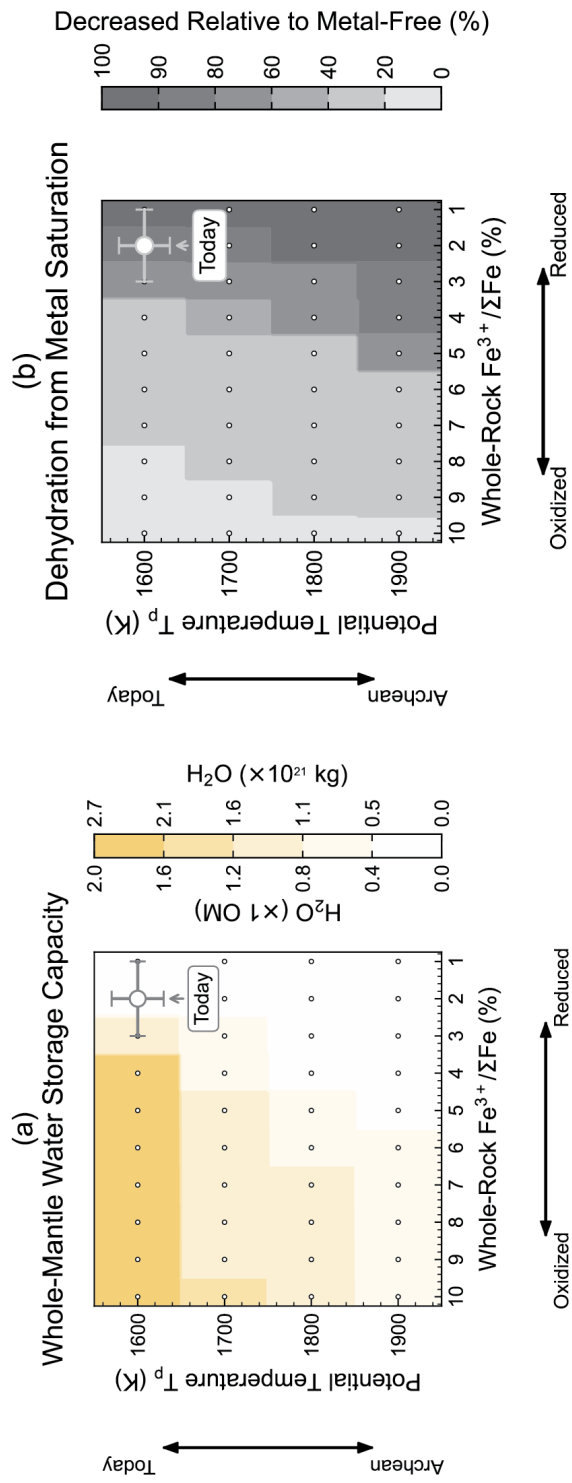 (a)
Whole-Mantle Water Storage Capacity
Today
Archean
Potential Temperature Tₚ (K)
1600
1700
1800
1900
Today
10 9 8 7 6 5 4 3 2 1
Whole-Rock Fe³⁺/ΣFe (%)
Oxidized
Reduced
H₂O (×1 OM)
2.0
1.6
1.2
0.8
0.4
0.0
2.7
2.1
1.6
1.1
0.5
0.0
H₂O (×10²¹ kg)
(b)
Dehydration from Metal Saturation
Today
Archean
Potential Temperature Tₚ (K)
1600
1700
1800
1900
Today
10 9 8 7 6 5 4 3 2 1
Whole-Rock Fe³⁺/ΣFe (%)
Oxidized
Reduced
100
90
75
60
40
20
0
Decreased Relative to Metal-Free (%)